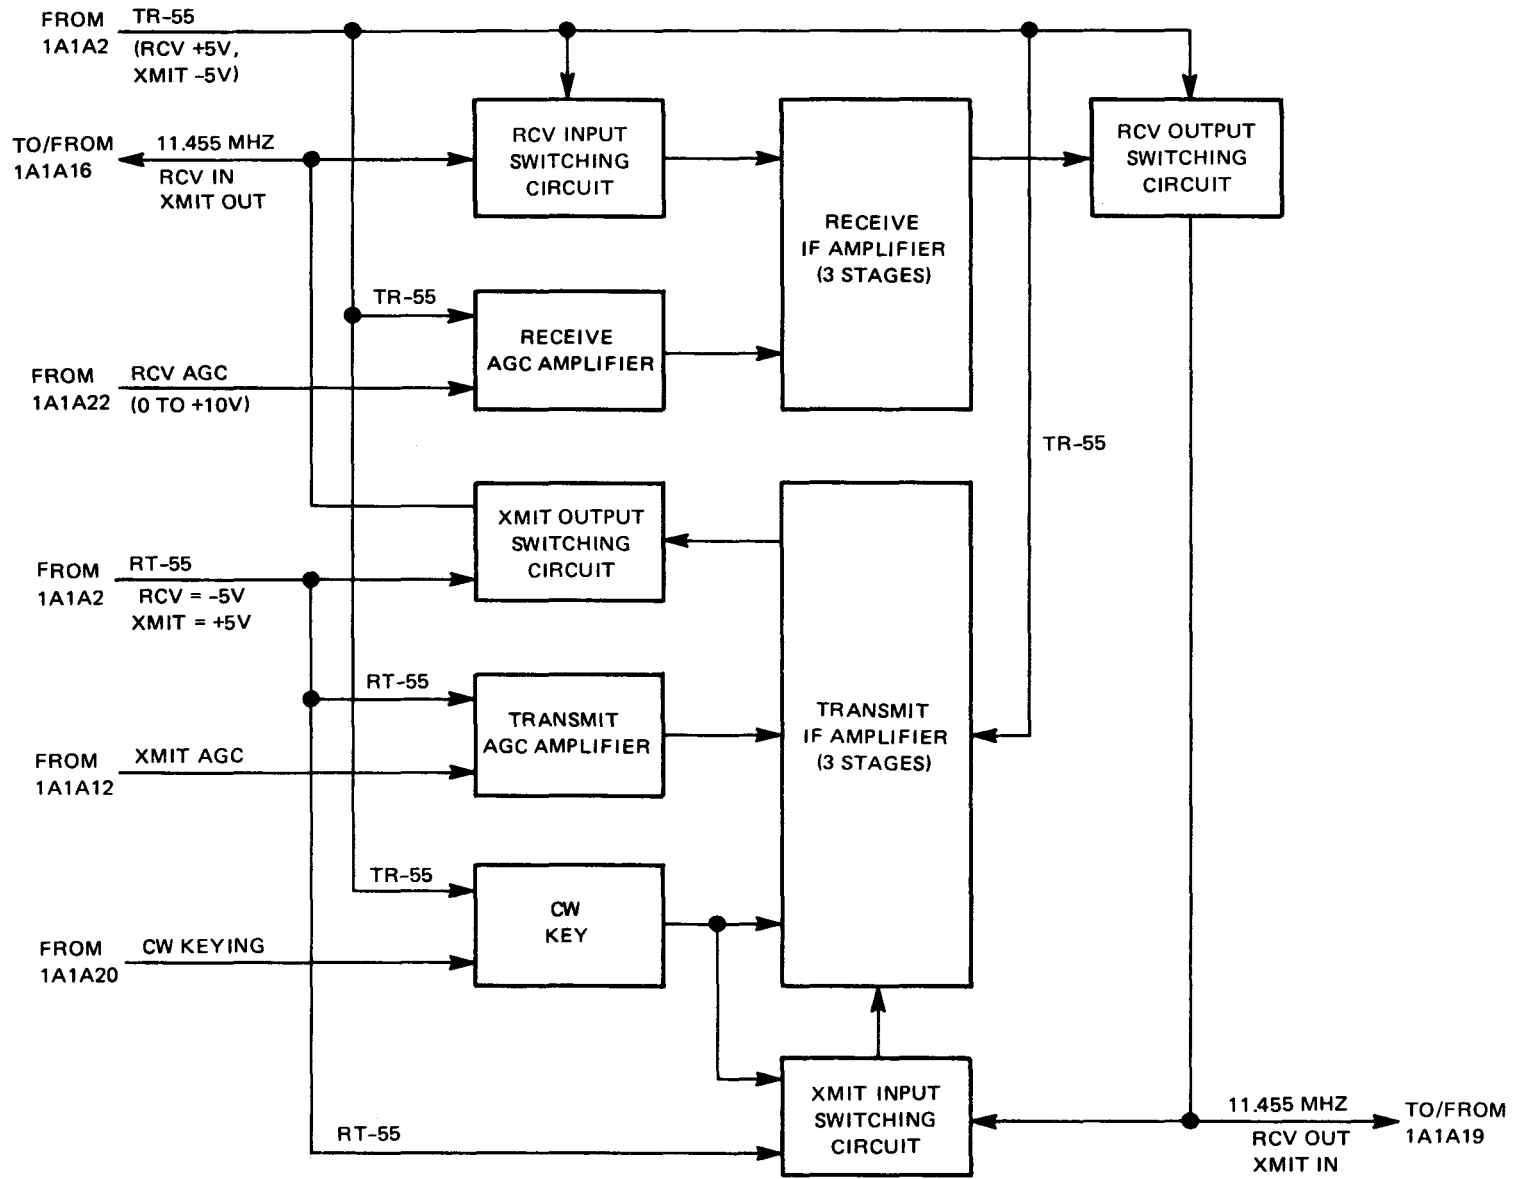 FROM
1A1A2
TR-55
(RCV +5V,
XMIT -5V)
TO/FROM
1A1A16
11.455 MHZ
RCV IN
XMIT OUT
RCV INPUT
SWITCHING
CIRCUIT
RCV OUTPUT
SWITCHING
CIRCUIT
RECEIVE
IF AMPLIFIER
(3 STAGES)
TR-55
RECEIVE
AGC AMPLIFIER
FROM
1A1A22
RCV AGC
(0 TO +10V)
TR-55
XMIT OUTPUT
SWITCHING
CIRCUIT
FROM
1A1A2
RT-55
RCV = -5V
XMIT = +5V
RT-55
TRANSMIT
AGC AMPLIFIER
TRANSMIT
IF AMPLIFIER
(3 STAGES)
FROM
1A1A12
XMIT AGC
TR-55
CW
KEY
FROM
1A1A20
CW KEYING
XMIT INPUT
SWITCHING
CIRCUIT
RT-55
11.455 MHZ
RCV OUT
XMIT IN
TO/FROM
1A1A19